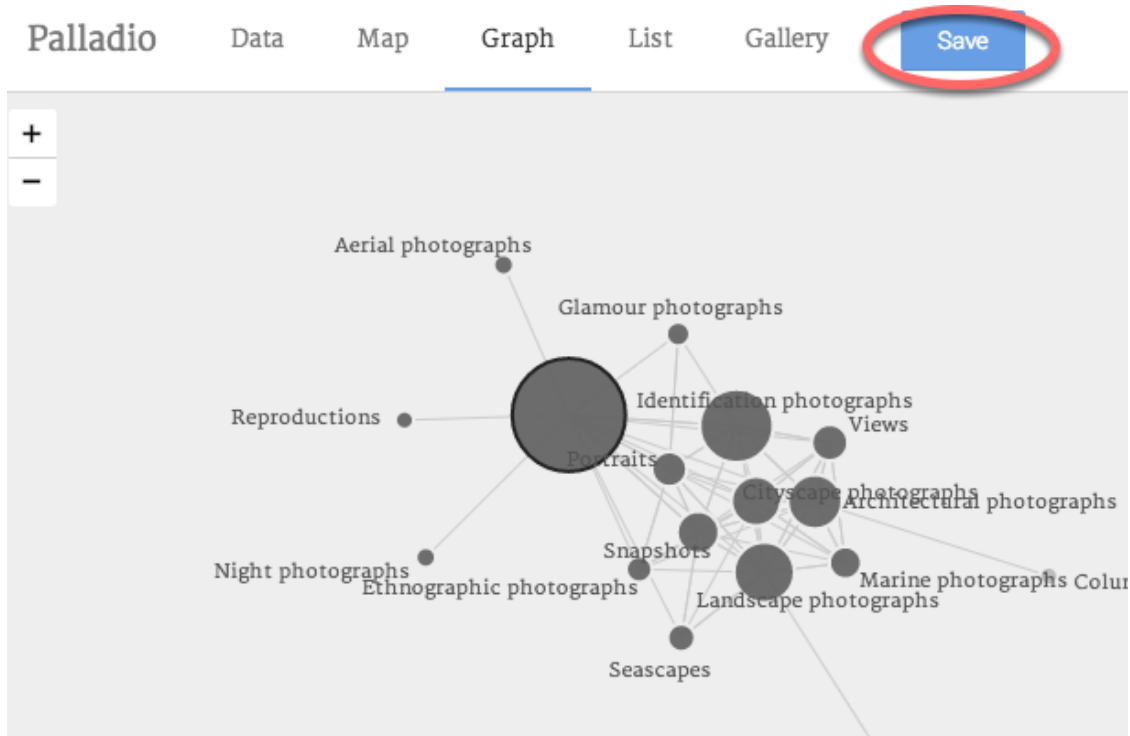 Palladio Data Map Graph List Gallery Save
+
−
Aerial photographs
Glamour photographs
Identification photographs
Reproductions
Views
Portraits
Cityscape photographs
Architectural photographs
Snapshots
Night photographs
Marine photographs
Ethnographic photographs
Landscape photographs
Seascapes